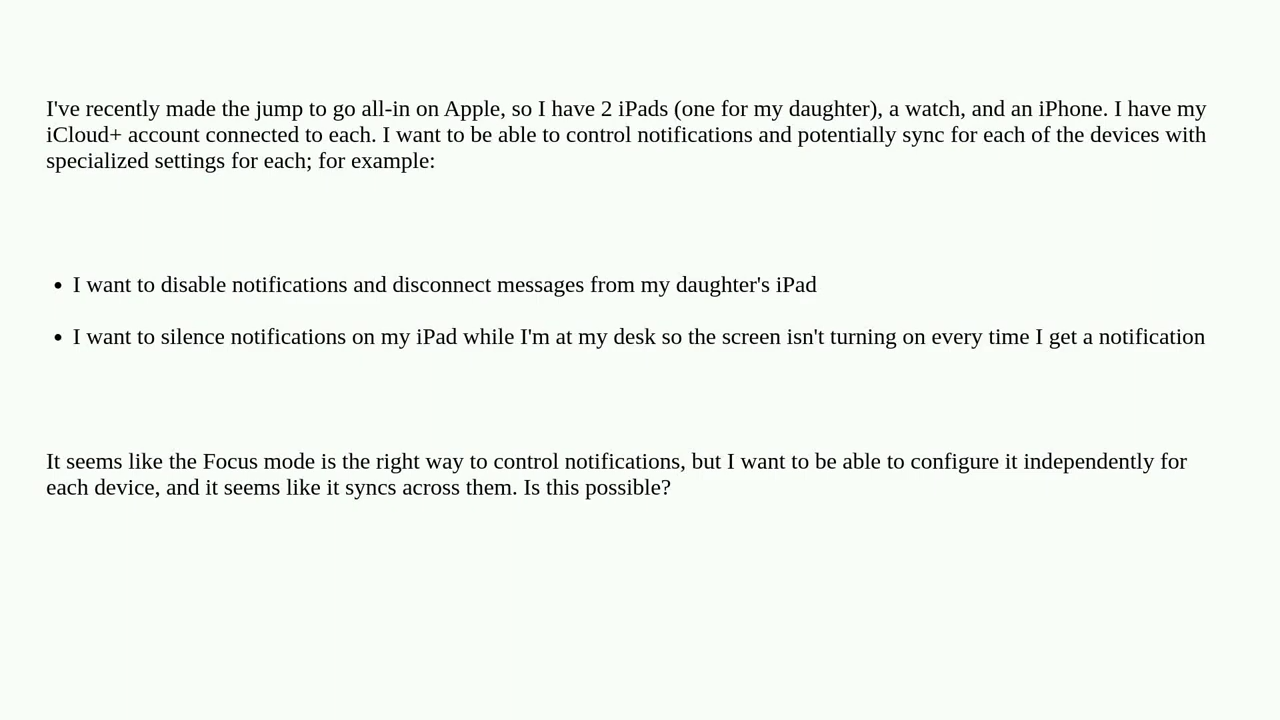 I've recently made the jump to go all-in on Apple, so I have 2 iPads (one for my daughter), a watch, and an iPhone. I have my
iCloud+ account connected to each. I want to be able to control notifications and potentially sync for each of the devices with
specialized settings for each; for example:
• I want to disable notifications and disconnect messages from my daughter's iPad
• I want to silence notifications on my iPad while I'm at my desk so the screen isn't turning on every time I get a notification
It seems like the Focus mode is the right way to control notifications, but I want to be able to configure it independently for
each device, and it seems like it syncs across them. Is this possible?